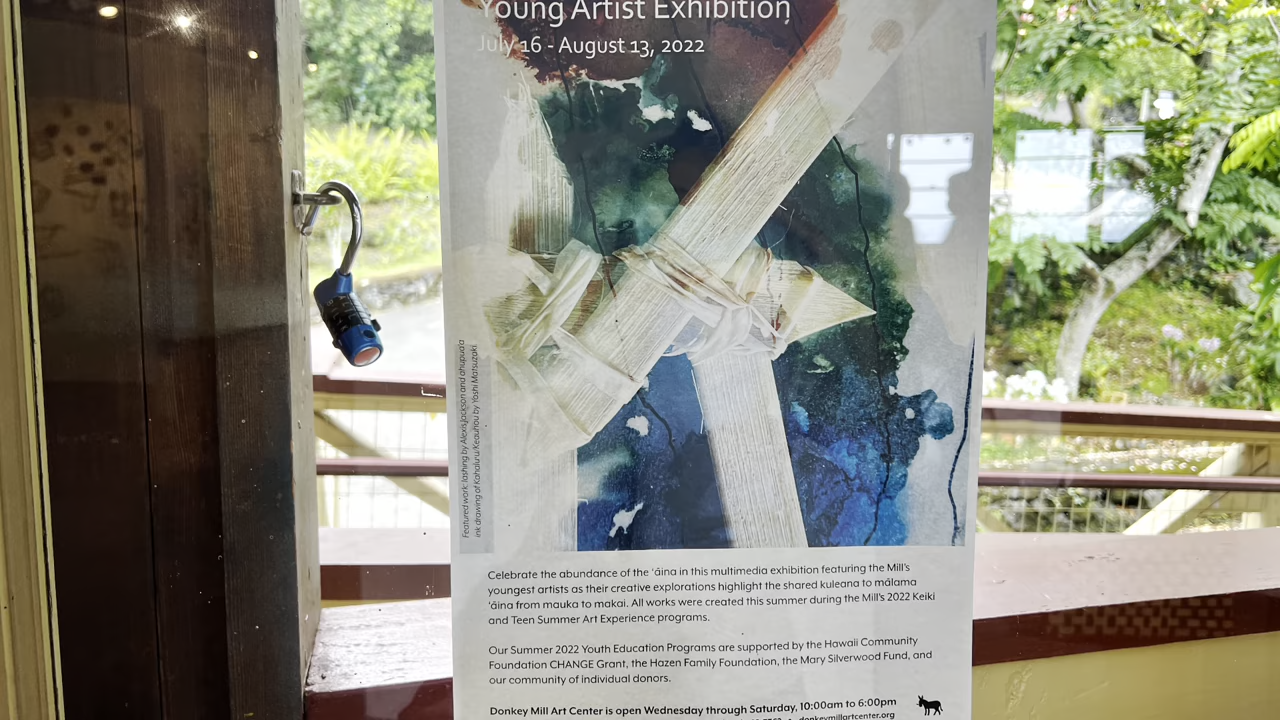 Young Artist Exhibition
July 16 - August 13, 2022
Featured work: lashing by Alexis Jackson and ahupua'a
ink drawing of Kahalu'u/Keauhou by Yoshi Matsuzaki
Celebrate the abundance of the ʻāina in this multimedia exhibition featuring the Mill's
youngest artists as their creative explorations highlight the shared kuleana to mālama
ʻāina from mauka to makai. All works were created this summer during the Mill's 2022 Keiki
and Teen Summer Art Experience programs.
Our Summer 2022 Youth Education Programs are supported by the Hawaii Community
Foundation CHANGE Grant, the Hazen Family Foundation, the Mary Silverwood Fund, and
our community of individual donors.
Donkey Mill Art Center is open Wednesday through Saturday, 10:00am to 6:00pm
donkeymillartcenter.org